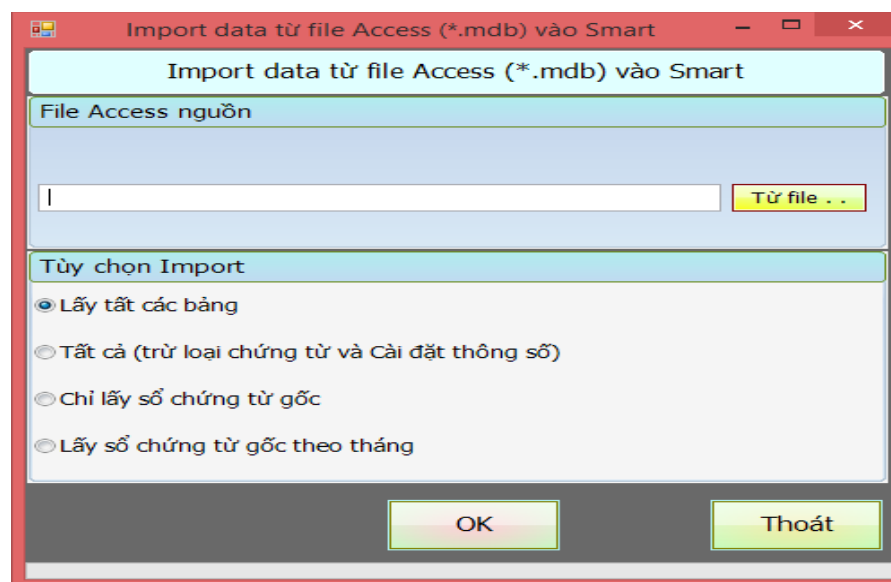 Import data từ file Access (*.mdb) vào Smart
Import data từ file Access (*.mdb) vào Smart
File Access nguồn
Từ file . .
Tùy chọn Import
Lấy tất các bảng
Tất cả (trừ loại chứng từ và Cài đặt thông số)
Chỉ lấy sổ chứng từ gốc
Lấy sổ chứng từ gốc theo tháng
OK
Thoát